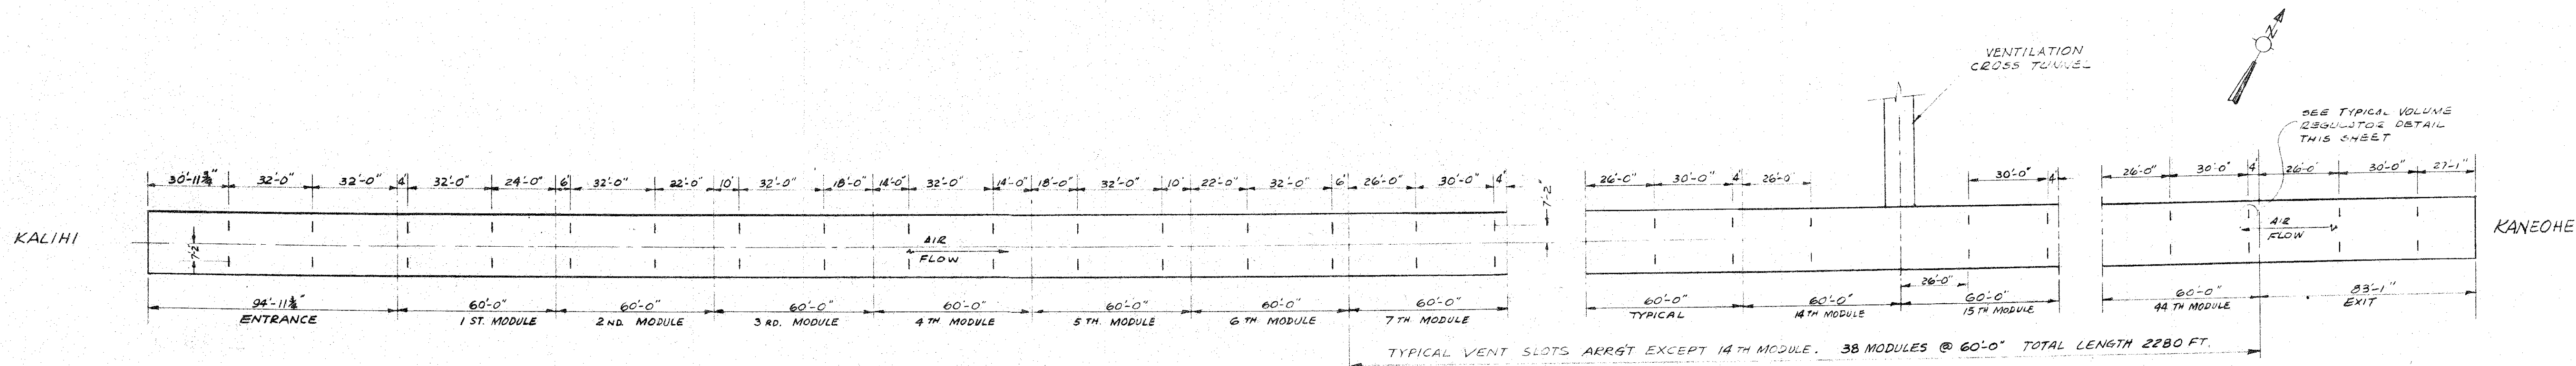 VENTILATION
CROSS TUNNEL
N
SEE TYPICAL VOLUME
REGULATOR DETAIL
THIS SHEET
30'-11¾" 32'-0" 32'-0" 4' 32'-0" 24'-0" 6' 32'-0" 22'-0" 10' 32'-0" 18'-0" 14'-0" 32'-0" 14'-0" 18'-0" 32'-0" 10' 22'-0" 32'-0" 6' 26'-0" 30'-0" 4'
26'-0" 30'-0" 4' 26'-0"
30'-0" 4'
26'-0" 30'-0" 4' 26'-0" 30'-0" 27'-1"
7'-2"
KALIHI
7'-2
AIR
FLOW
AIR
FLOW
KANEOHE
26'-0"
94'-11¾"
ENTRANCE
60'-0"
1 ST. MODULE
60'-0"
2 ND. MODULE
60'-0"
3 RD. MODULE
60'-0"
4 TH MODULE
60'-0"
5 TH. MODULE
60'-0"
6 TH MODULE
60'-0"
7 TH MODULE
60'-0"
TYPICAL
60'-0"
14 TH MODULE
60'-0"
15 TH MODULE
60'-0"
44 TH MODULE
83'-1"
EXIT
TYPICAL VENT SLOTS ARRG'T EXCEPT 14 TH MODULE. 38 MODULES @ 60'-0" TOTAL LENGTH 2280 FT.